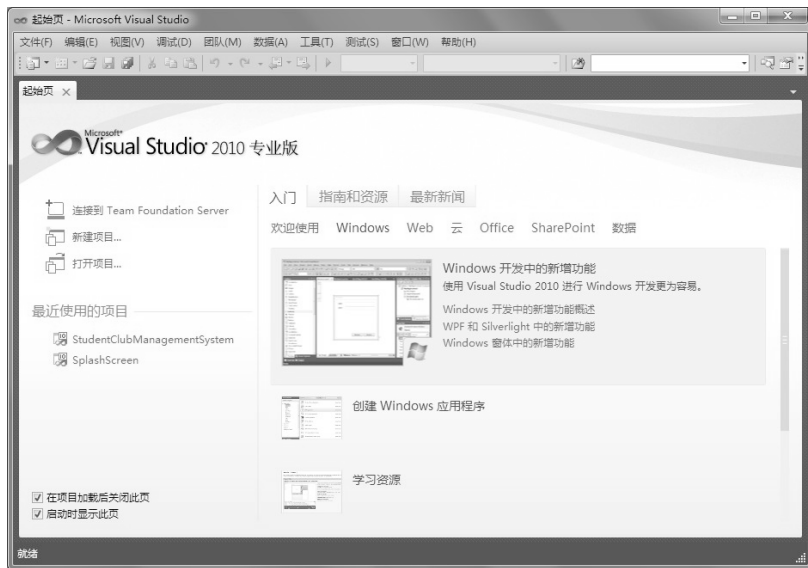 起始页 - Microsoft Visual Studio
文件(F) 编辑(E) 视图(V) 调试(D) 团队(M) 数据(A) 工具(T) 测试(S) 窗口(W) 帮助(H)
起始页
Microsoft
Visual Studio 2010 专业版
连接到 Team Foundation Server
新建项目...
打开项目...
最近使用的项目
StudentClubManagementSystem
SplashScreen
在项目加载后关闭此页
启动时显示此页
入门 指南和资源 最新新闻
欢迎使用 Windows Web 云 Office SharePoint 数据
Windows 开发中的新增功能
使用 Visual Studio 2010 进行 Windows 开发更为容易。
Windows 开发中的新增功能概述
WPF 和 Silverlight 中的新增功能
Windows 窗体中的新增功能
创建 Windows 应用程序
学习资源
就绪